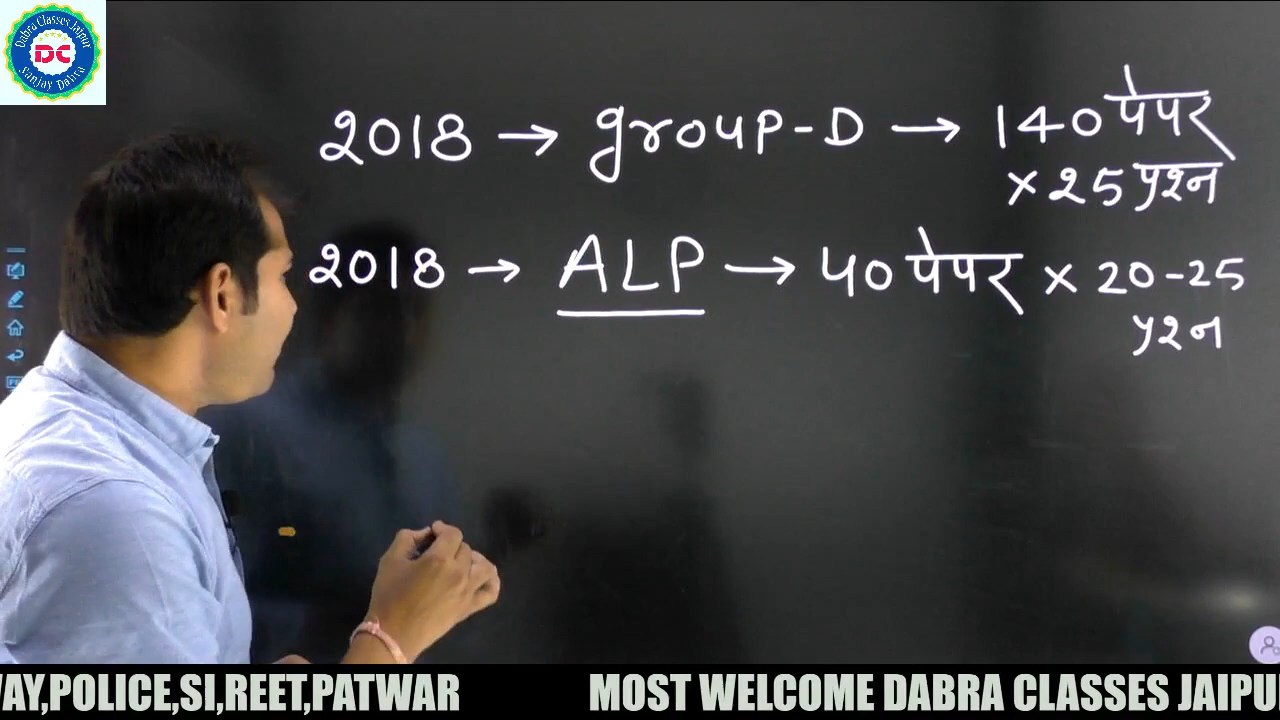 Dabra Classes Jaipur
DC
Sanjay Dabra
2018 → group-D → 140 पेपर
× 25 प्रश्न
2018 → ALP → 40 पेपर × 20-25
प्रश्न
WAY,POLICE,SI,REET,PATWAR MOST WELCOME DABRA CLASSES JAIPU